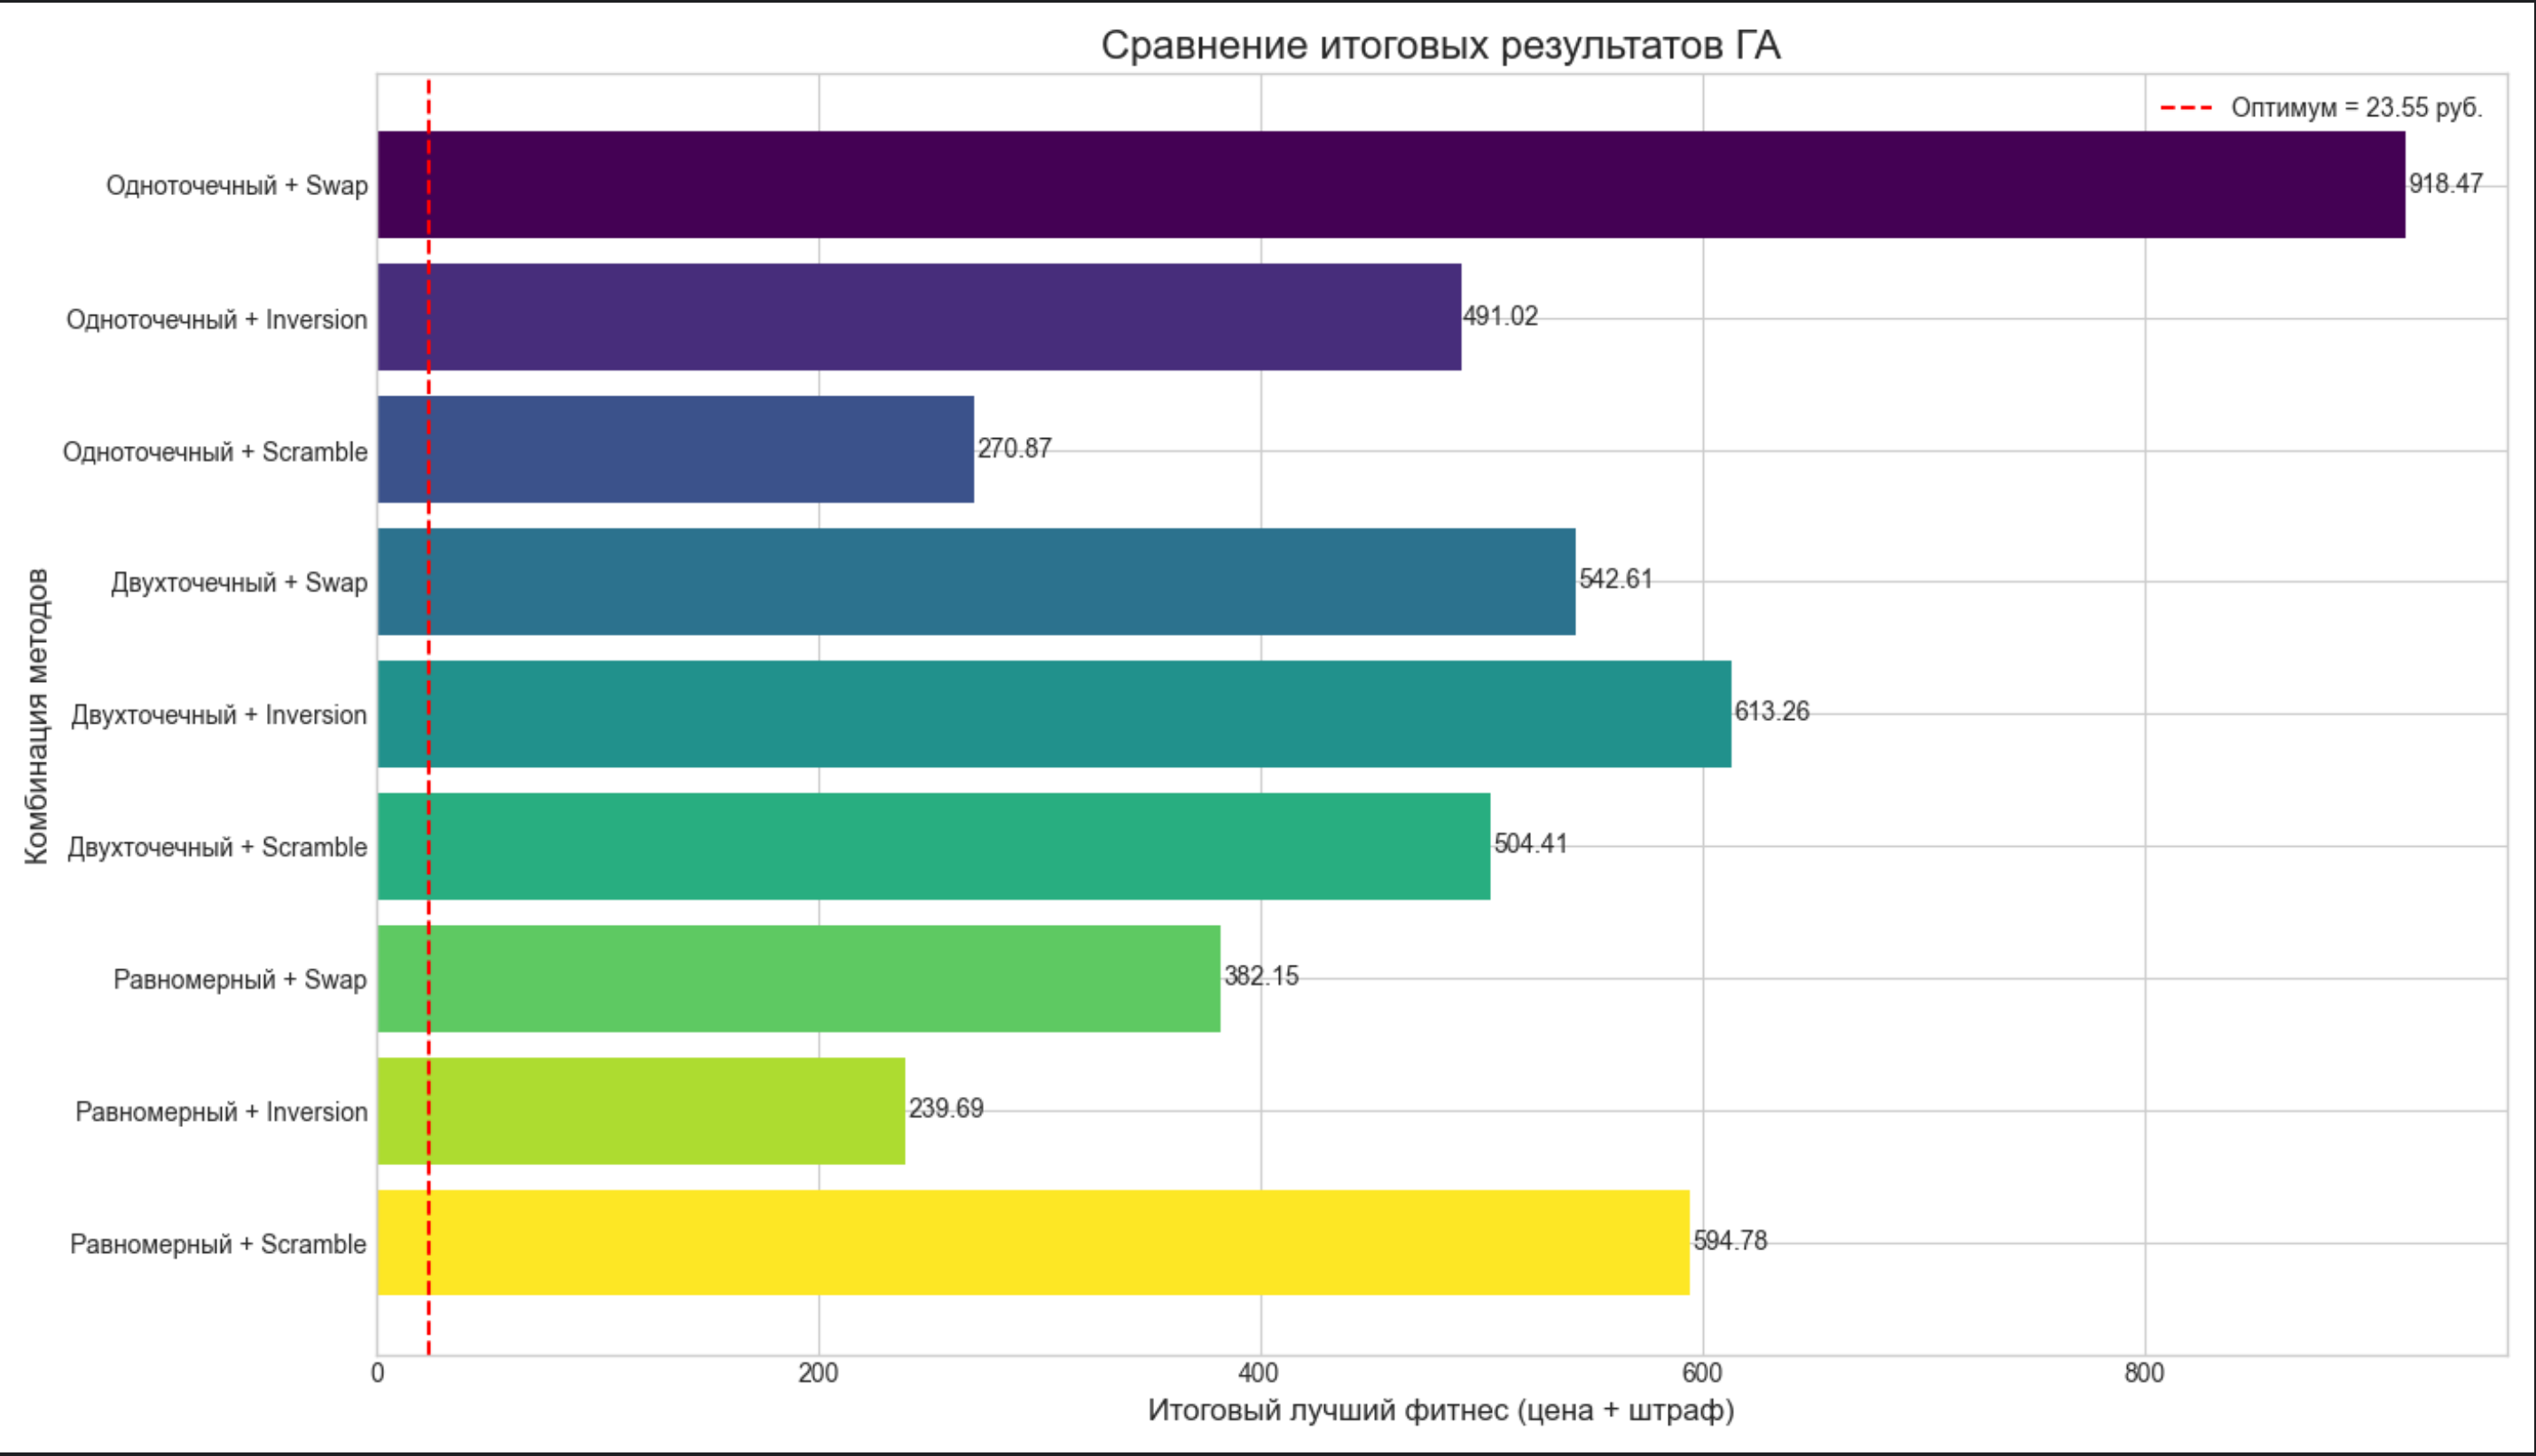 Сравнение итоговых результатов ГА
Оптимум = 23.55 руб.
Одноточечный + Swap
918.47
Одноточечный + Inversion
491.02
Одноточечный + Scramble
270.87
Двухточечный + Swap
542.61
Двухточечный + Inversion
613.26
Двухточечный + Scramble
504.41
Равномерный + Swap
382.15
Равномерный + Inversion
239.69
Равномерный + Scramble
594.78
Комбинация методов
0 200 400 600 800
Итоговый лучший фитнес (цена + штраф)